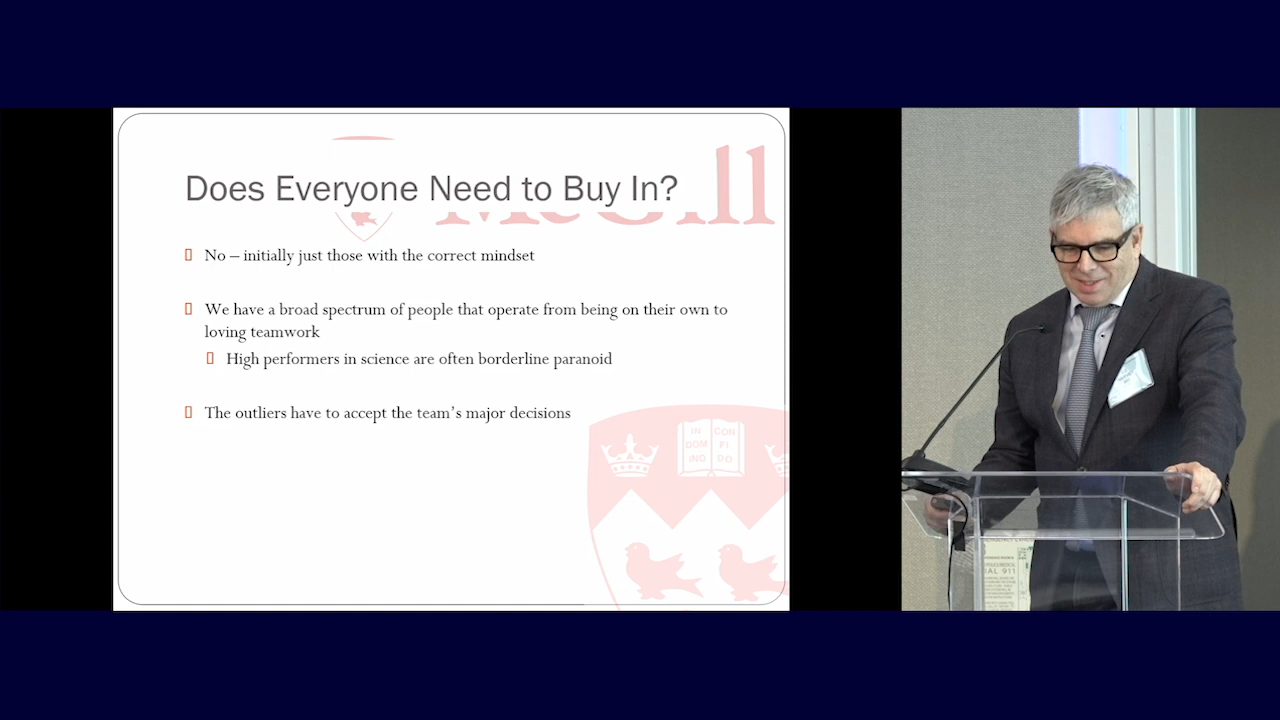 Does Everyone Need to Buy In?
McGill
No – initially just those with the correct mindset
We have a broad spectrum of people that operate from being on their own to
loving teamwork
High performers in science are often borderline paranoid
The outliers have to accept the team's major decisions
IN CON
DOM FI
INO DO
911